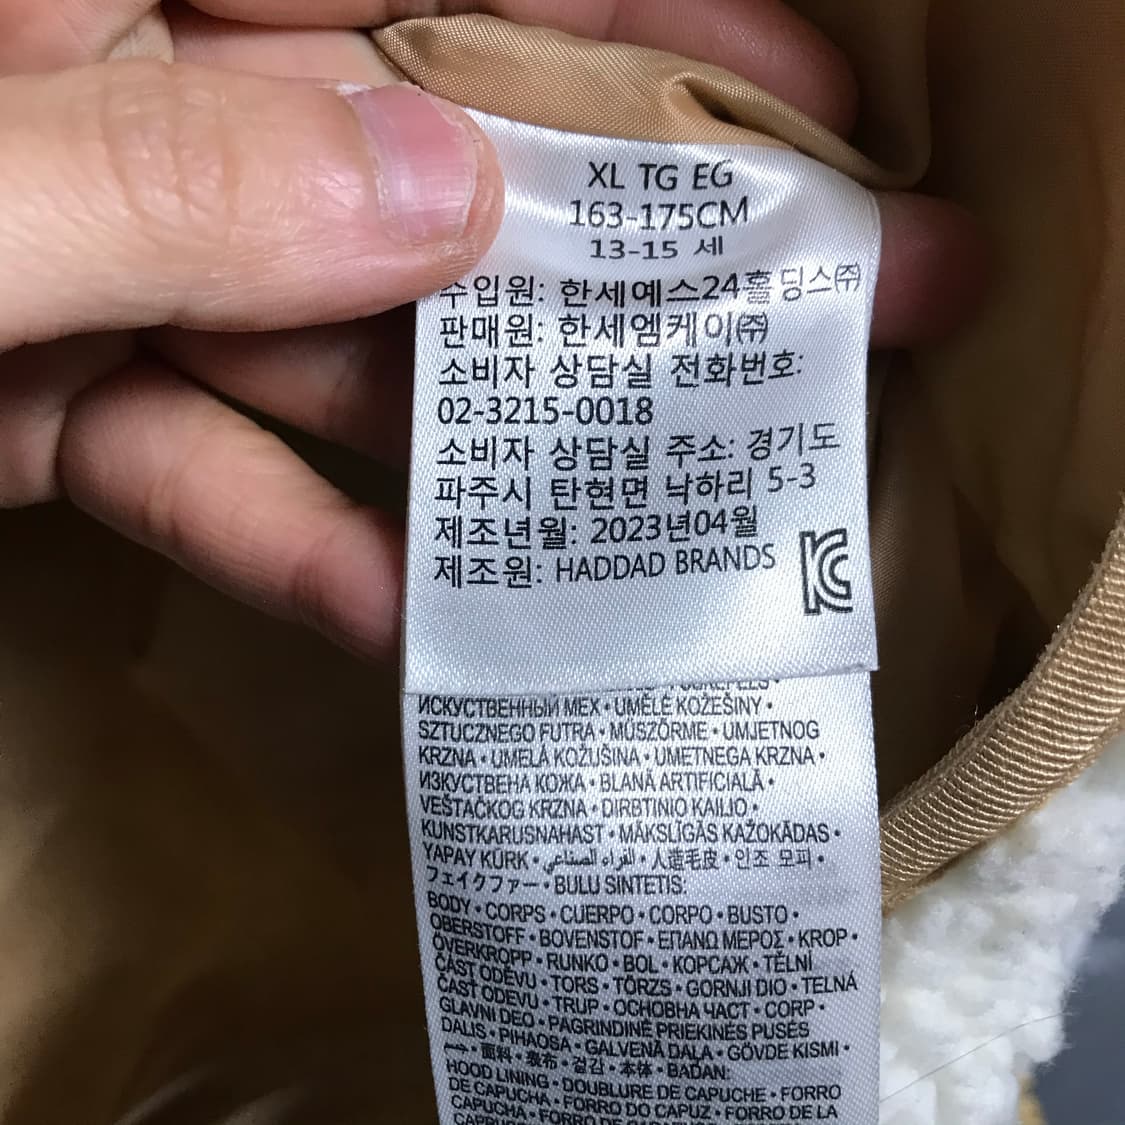 XL TG EG
163-175CM
13-15 세
수입원: 한세예스24홀딩스㈜
판매원: 한세엠케이㈜
소비자 상담실 전화번호:
02-3215-0018
소비자 상담실 주소: 경기도
파주시 탄현면 낙하리 5-3
제조년월: 2023년04월
제조원: HADDAD BRANDS
KC
ИСКУСТВЕННЫЙ МЕХ • UMĚLÉ KOŽEŠINY •
SZTUCZNEGO FUTRA • MŰSZŐRME • UMJETNOG
KRZNA • UMELÁ KOŽUŠINA • UMETNEGA KRZNA •
ИЗКУСТВЕНА КОЖА • BLANĂ ARTIFICIALĂ •
VEŠTAČKOG KRZNA • DIRBTINIO KAILIO •
KUNSTKARUSNAHAST • MĀKSLĪGĀS KAŽOKĀDAS •
YAPAY KÜRK • الفراء الصناعي • 人造毛皮 • 인조 모피 •
フェイクファー • BULU SINTETIS:
BODY • CORPS • CUERPO • CORPO • BUSTO •
OBERSTOFF • BOVENSTOF • ΕΠΑΝΩ ΜΕΡΟΣ • KROP •
ÖVERKROPP • RUNKO • BOL • КОРСАЖ • TĚLNÍ
ČÁST ODĚVU • TORS • TÖRZS • GORNJI DIO • TELNÁ
ČASŤ ODEVU • TRUP • ОСНОВНА ЧАСТ • CORP •
GLAVNI DEO • PAGRINDINĖ PRIEKINĖS PUSĖS
DALIS • PIHAOSA • GALVENĀ DAĻA • GÖVDE KISMI •
面料 • 表布 • 겉감 • 本体 • BADAN:
HOOD LINING • DOUBLURE DE CAPUCHE • FORRO
DE CAPUCHA • FORRO DO CAPUZ • FORRO DE LA